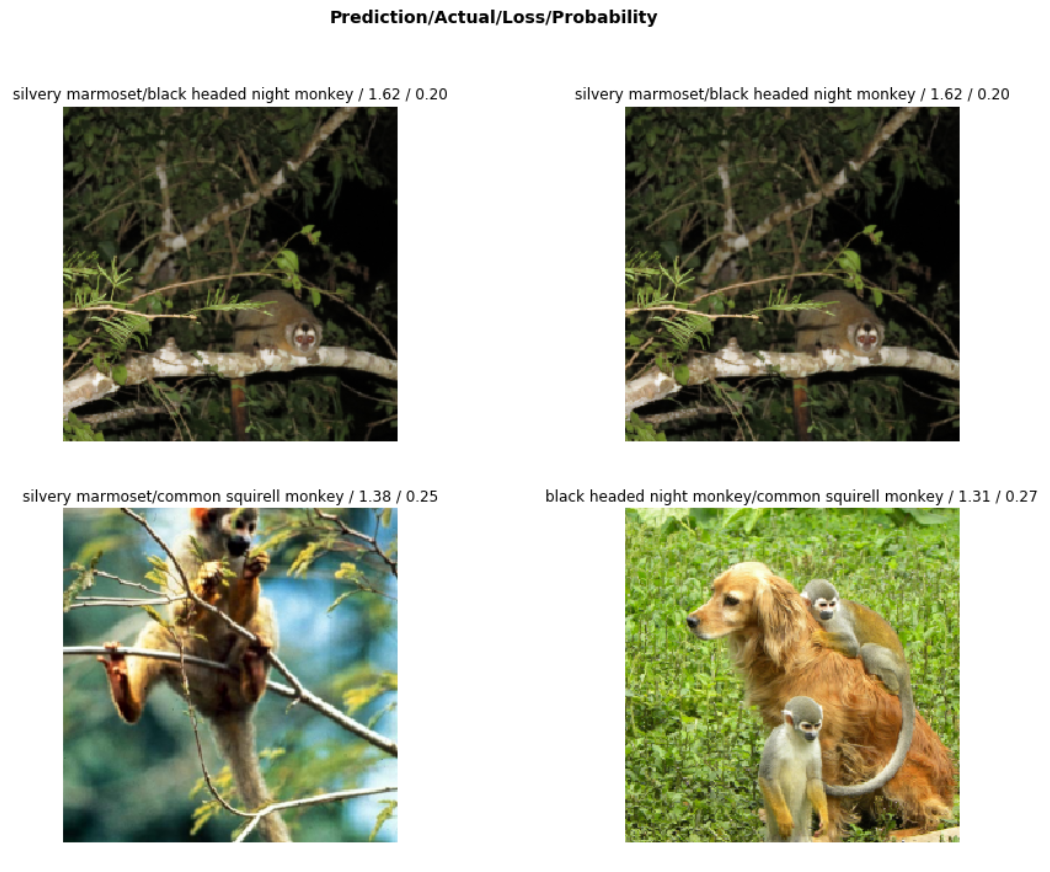 Prediction/Actual/Loss/Probability
silvery marmoset/black headed night monkey / 1.62 / 0.20
silvery marmoset/black headed night monkey / 1.62 / 0.20
silvery marmoset/common squirell monkey / 1.38 / 0.25
black headed night monkey/common squirell monkey / 1.31 / 0.27